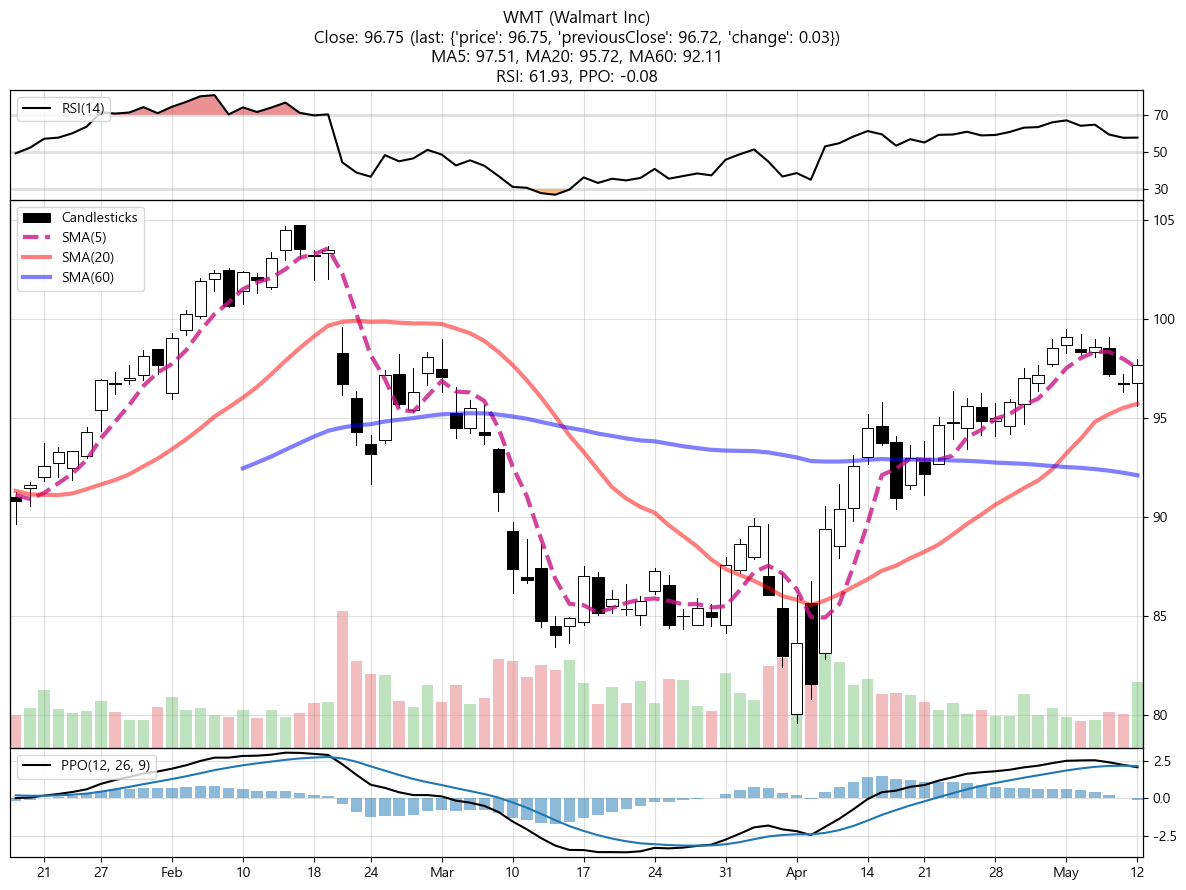 WMT (Walmart Inc)
Close: 96.75 (last: {'price': 96.75, 'previousClose': 96.72, 'change': 0.03})
MA5: 97.51, MA20: 95.72, MA60: 92.11
RSI: 61.93, PPO: -0.08
RSI(14)
70
50
30
Candlesticks
SMA(5)
SMA(20)
SMA(60)
105
100
95
90
85
80
PPO(12, 26, 9)
2.5
0.0
-2.5
21 27 Feb 10 18 24 Mar 10 17 24 31 Apr 14 21 28 May 12